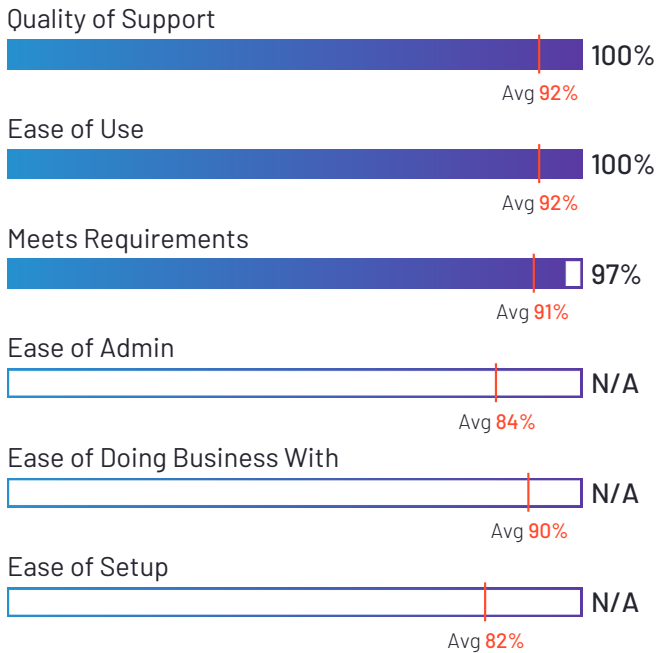 Quality of Support
100%
Avg 92%
Ease of Use
100%
Avg 92%
Meets Requirements
97%
Avg 91%
Ease of Admin
N/A
Avg 84%
Ease of Doing Business With
N/A
Avg 90%
Ease of Setup
N/A
Avg 82%